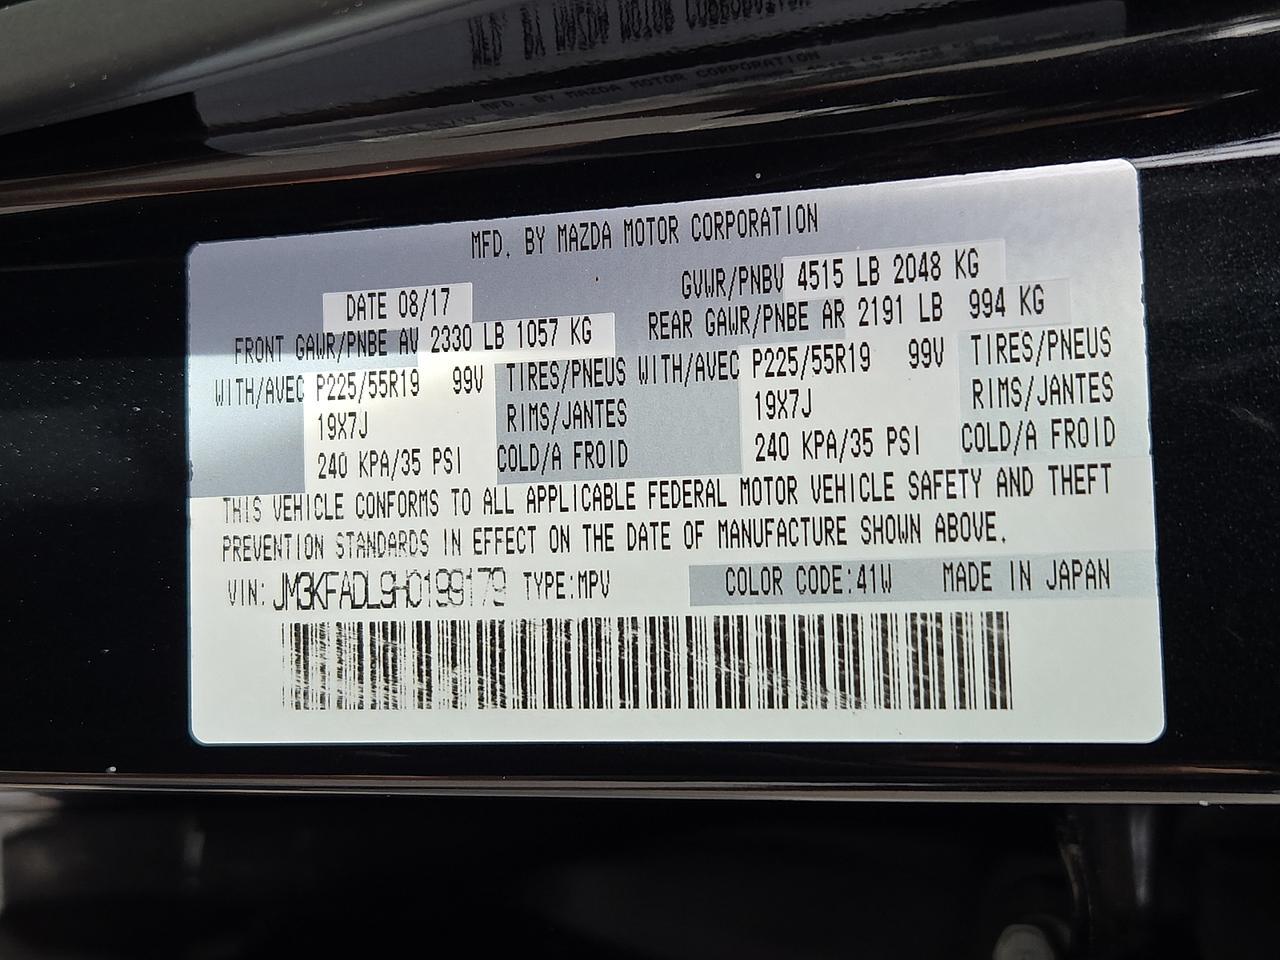 MFD. BY MAZDA MOTOR CORPORATION
MFD. BY MAZDA MOTOR CORPORATION
DATE 08/17 GVWR/PNBV 4515 LB 2048 KG
FRONT GAWR/PNBE AV 2330 LB 1057 KG REAR GAWR/PNBE AR 2191 LB 994 KG
WITH/AVEC P225/55R19 99V TIRES/PNEUS WITH/AVEC P225/55R19 99V TIRES/PNEUS
19X7J RIMS/JANTES 19X7J RIMS/JANTES
240 KPA/35 PSI COLD/A FROID 240 KPA/35 PSI COLD/A FROID
THIS VEHICLE CONFORMS TO ALL APPLICABLE FEDERAL MOTOR VEHICLE SAFETY AND THEFT
PREVENTION STANDARDS IN EFFECT ON THE DATE OF MANUFACTURE SHOWN ABOVE.
VIN: JM3KFADL9H0199179 TYPE:MPV COLOR CODE:41W MADE IN JAPAN